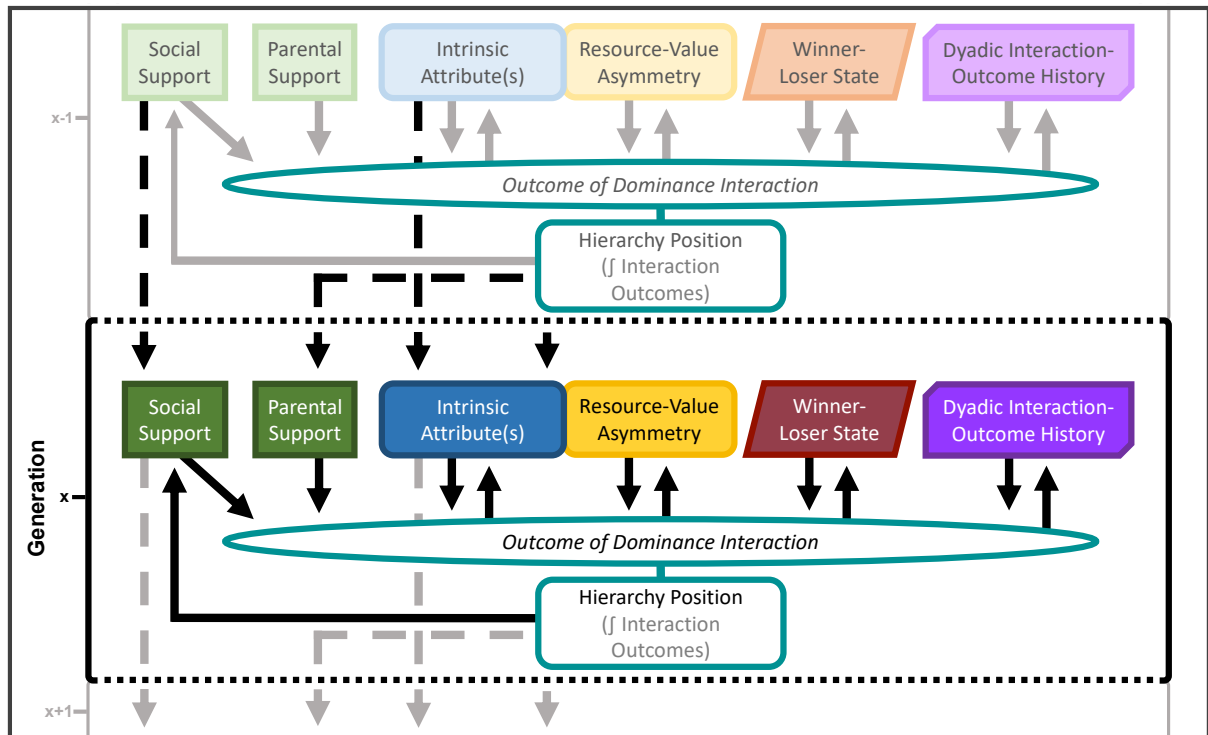 Social
Support
Parental
Support
Intrinsic
Attribute(s)
Resource-Value
Asymmetry
Winner-
Loser State
Dyadic Interaction-
Outcome History
x-1
Outcome of Dominance Interaction
Hierarchy Position
(∫ Interaction
Outcomes)
Social
Support
Parental
Support
Intrinsic
Attribute(s)
Resource-Value
Asymmetry
Winner-
Loser State
Dyadic Interaction-
Outcome History
Generation
x
Outcome of Dominance Interaction
Hierarchy Position
(∫ Interaction
Outcomes)
x+1